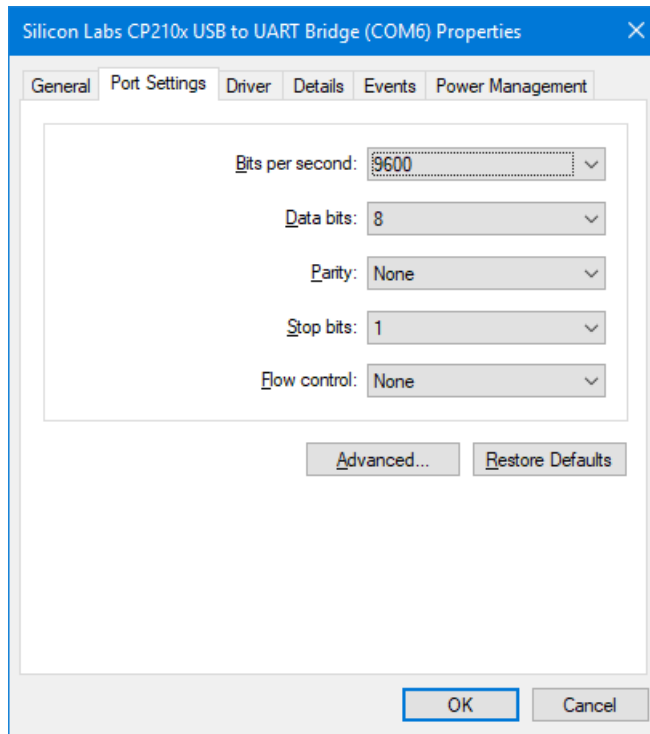 Silicon Labs CP210x USB to UART Bridge (COM6) Properties
General Port Settings Driver Details Events Power Management
Bits per second: 9600
Data bits: 8
Parity: None
Stop bits: 1
Flow control: None
Advanced... Restore Defaults
OK Cancel